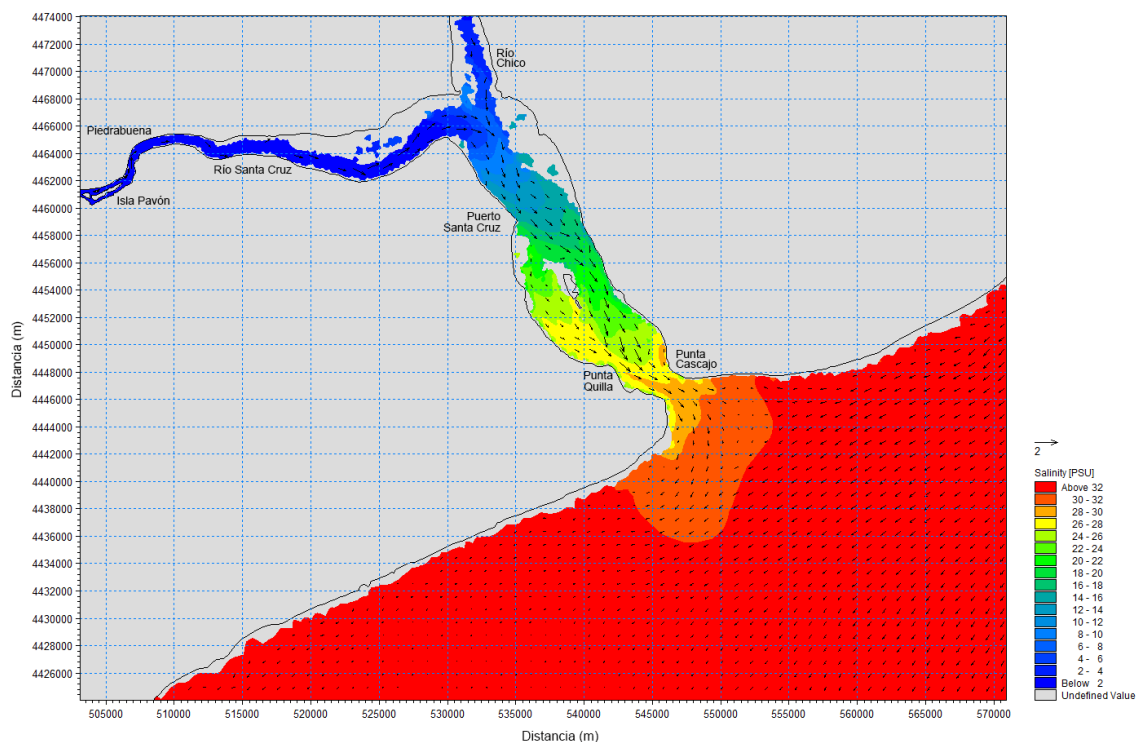 4474000
4472000
4470000
4468000
4466000
4464000
4462000
4460000
4458000
4456000
4454000
4452000
4450000
4448000
4446000
4444000
4442000
4440000
4438000
4436000
4434000
4432000
4430000
4428000
4426000
Distancia (m)
Río
Chico
Piedrabuena
Río Santa Cruz
Isla Pavón
Puerto
Santa Cruz
Punta
Cascajo
Punta
Quilla
505000 510000 515000 520000 525000 530000 535000 540000 545000 550000 555000 560000 565000 570000
Distancia (m)
2
Salinity [PSU]
Above 32
30 - 32
28 - 30
26 - 28
24 - 26
22 - 24
20 - 22
18 - 20
16 - 18
14 - 16
12 - 14
10 - 12
8 - 10
6 - 8
4 - 6
2 - 4
Below 2
Undefined Value